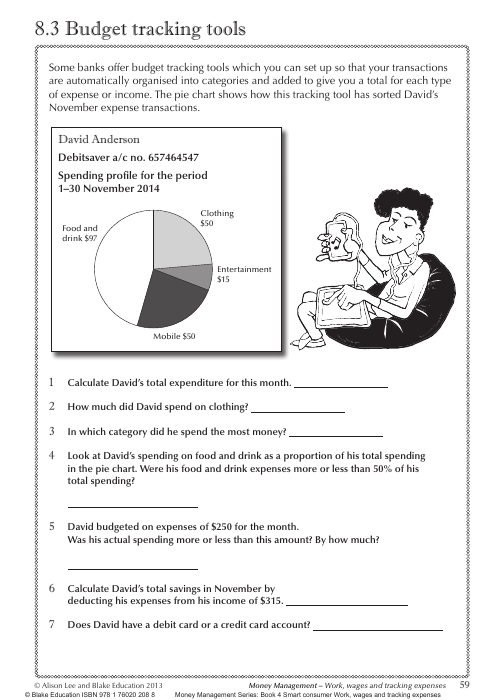 8.3 Budget tracking tools
Some banks offer budget tracking tools which you can set up so that your transactions
are automatically organised into categories and added to give you a total for each type
of expense or income. The pie chart shows how this tracking tool has sorted David's
November expense transactions.
David Anderson
Debitsaver a/c no. 657464547
Spending profile for the period
1–30 November 2014
Clothing
$50
Food and
drink $97
Entertainment
$15
Mobile $50
1 Calculate David's total expenditure for this month.
2 How much did David spend on clothing?
3 In which category did he spend the most money?
4 Look at David's spending on food and drink as a proportion of his total spending
in the pie chart. Were his food and drink expenses more or less than 50% of his
total spending?
5 David budgeted on expenses of $250 for the month.
Was his actual spending more or less than this amount? By how much?
6 Calculate David's total savings in November by
deducting his expenses from his income of $315.
7 Does David have a debit card or a credit card account?
© Alison Lee and Blake Education 2013 Money Management – Work, wages and tracking expenses 59
© Blake Education ISBN 978 1 76020 208 8 Money Management Series: Book 4 Smart consumer Work, wages and tracking expenses